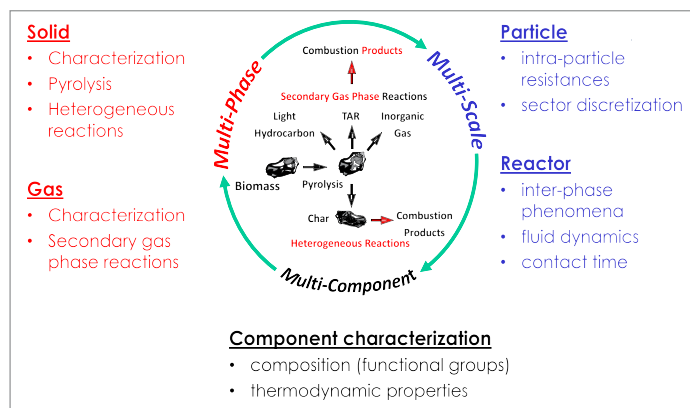 Solid
• Characterization
• Pyrolysis
• Heterogeneous
reactions
Gas
• Characterization
• Secondary gas
phase reactions
Multi-Phase
Multi-Scale
Multi-Component
Combustion Products
Secondary Gas Phase Reactions
Light
Hydrocarbon
TAR
Inorganic
Gas
Biomass
Pyrolysis
Char
Combustion
Products
Heterogeneous Reactions
Particle
• intra-particle
resistances
• sector discretization
Reactor
• inter-phase
phenomena
• fluid dynamics
• contact time
Component characterization
• composition (functional groups)
• thermodynamic properties